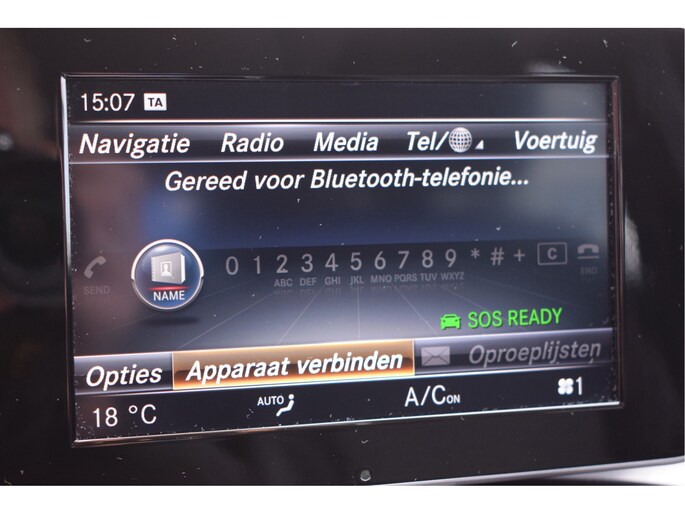 15:07 TA
Navigatie Radio Media Tel/ Voertuig
Gereed voor Bluetooth-telefonie...
SEND NAME 0 1 2 3 4 5 6 7 8 9 * # + C END
ABC DEF GHI JKL MNO PQRS TUV WXYZ
SOS READY
Opties Apparaat verbinden Oproeplijsten
18 °C AUTO A/C ON 1